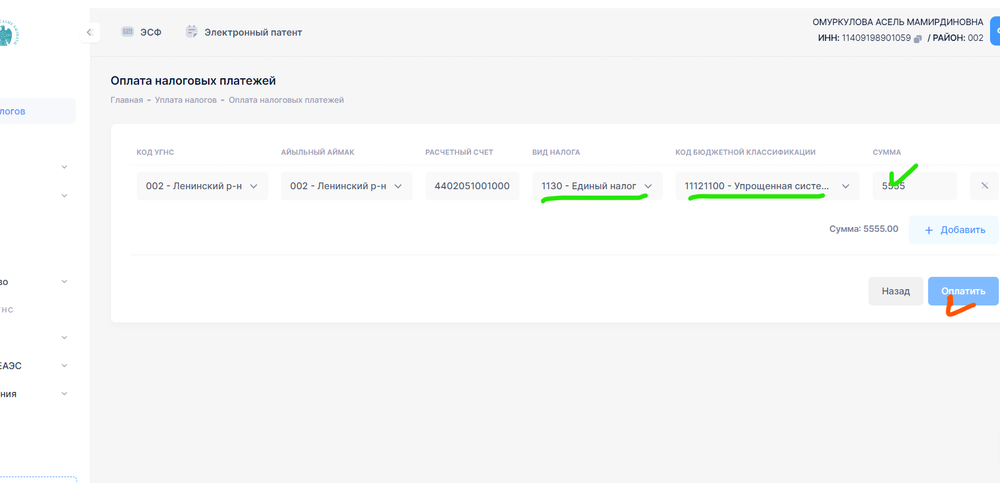 ЭСФ
Электронный патент
ОМУРКУЛОВА АСЕЛЬ МАМИРДИНОВНА
ИНН: 11409198901059 / РАЙОН: 002
Оплата налоговых платежей
Главная - Уплата налогов - Оплата налоговых платежей
логов
КОД УГНС
АЙЫЛЬНЫЙ АЙМАК
РАСЧЕТНЫЙ СЧЕТ
ВИД НАЛОГА
КОД БЮДЖЕТНОЙ КЛАССИФИКАЦИИ
СУММА
002 - Ленинский р-н
002 - Ленинский р-н
4402051001000
1130 - Единый налог
11121100 - Упрощенная систе...
5555
Сумма: 5555.00
+ Добавить
Назад
Оплатить
во
НС
ЕАЭС
ния